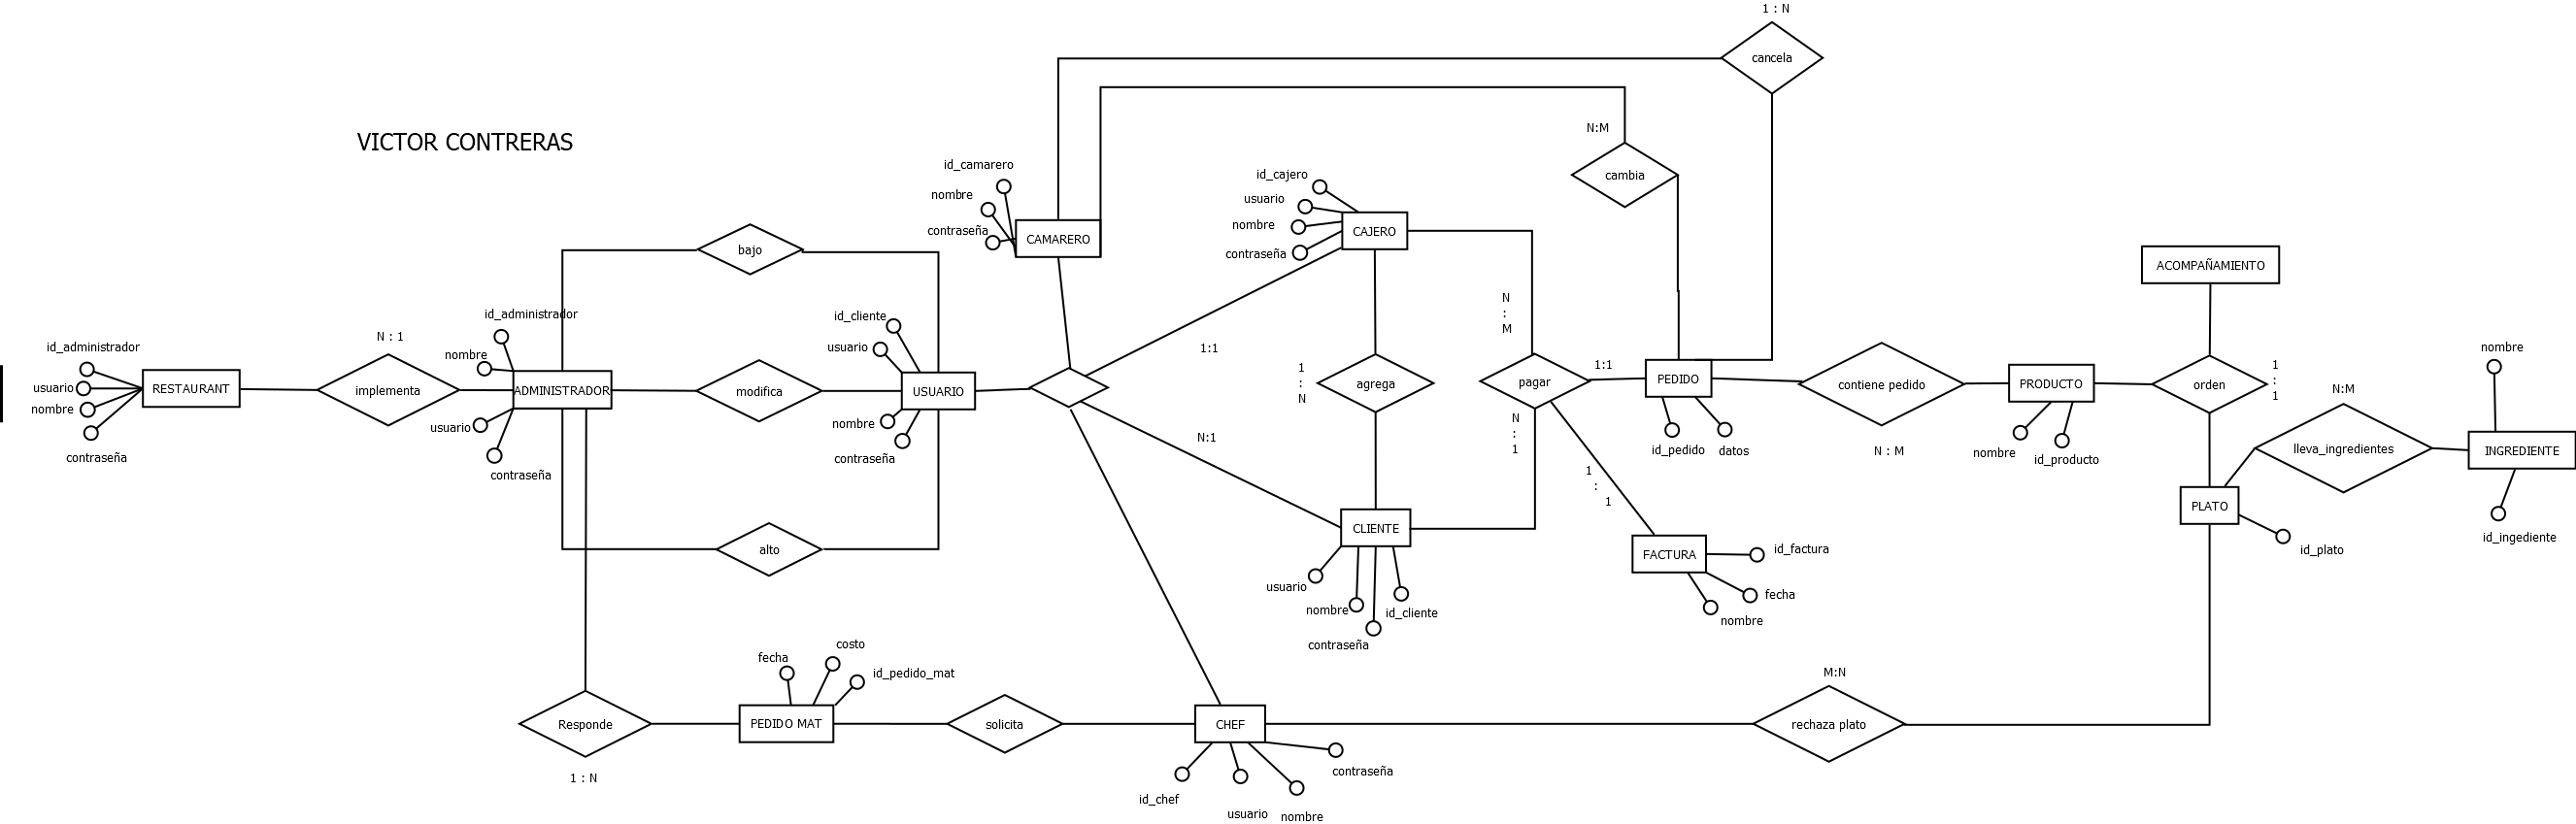 1 : N
cancela
VICTOR CONTRERAS
N:M
cambia
id_camarero
nombre
contraseña
CAMARERO
id_cajero
usuario
nombre
contraseña
CAJERO
bajo
ACOMPAÑAMIENTO
id_administrador
usuario
nombre
contraseña
RESTAURANT
N : 1
implementa
id_administrador
nombre
usuario
contraseña
ADMINISTRADOR
modifica
id_cliente
usuario
nombre
contraseña
USUARIO
1:1
N:1
1
:
N
agrega
N
:
M
pagar
1:1
N
:
1
1
:
1
PEDIDO
id_pedido
datos
contiene pedido
N : M
PRODUCTO
nombre
id_producto
orden
1
:
1
N:M
lleva_ingredientes
nombre
INGREDIENTE
id_ingediente
PLATO
id_plato
alto
CLIENTE
usuario
nombre
contraseña
id_cliente
FACTURA
id_factura
fecha
nombre
Responde
1 : N
fecha
costo
id_pedido_mat
PEDIDO MAT
solicita
CHEF
id_chef
usuario
nombre
contraseña
M:N
rechaza plato